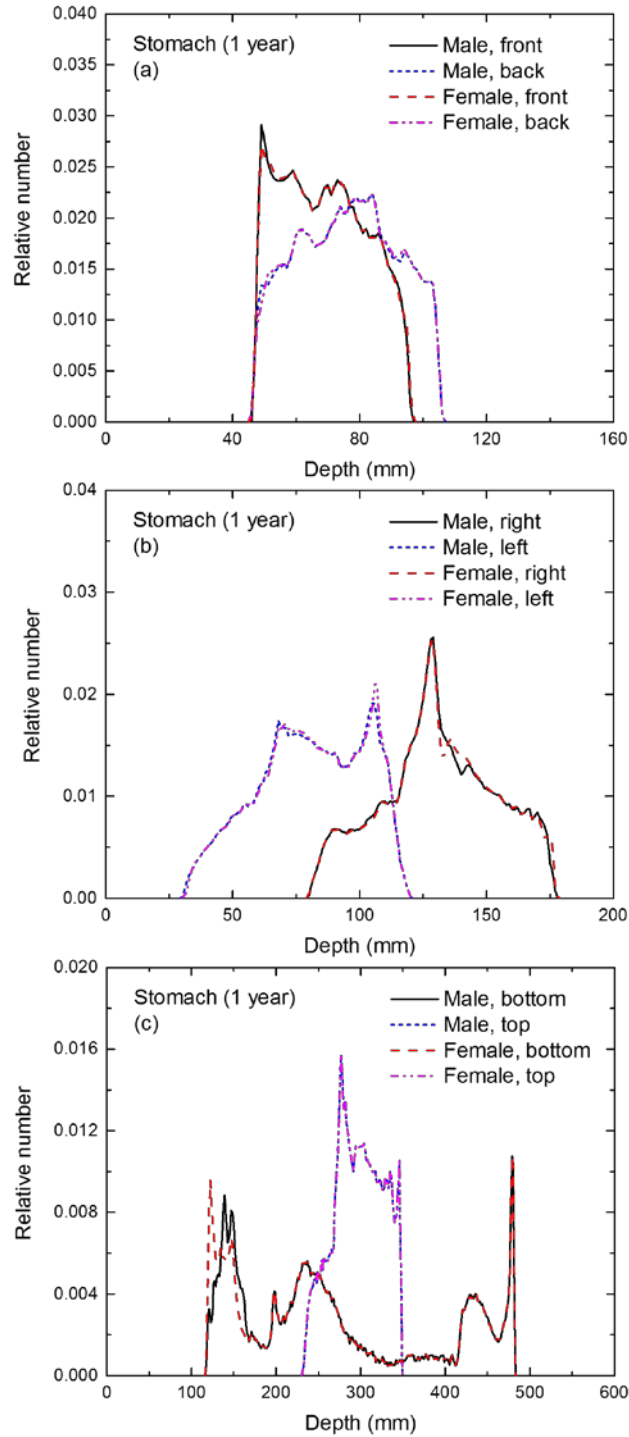 0.040
Stomach (1 year)
(a)
Male, front
Male, back
Female, front
Female, back
0.035
0.030
0.025
0.020
0.015
0.010
0.005
0.000
Relative number
0 40 80 120 160
Depth (mm)
0.04
Stomach (1 year)
(b)
Male, right
Male, left
Female, right
Female, left
0.03
0.02
0.01
0.00
Relative number
0 50 100 150 200
Depth (mm)
0.020
Stomach (1 year)
(c)
Male, bottom
Male, top
Female, bottom
Female, top
0.016
0.012
0.008
0.004
0.000
Relative number
0 100 200 300 400 500 600
Depth (mm)